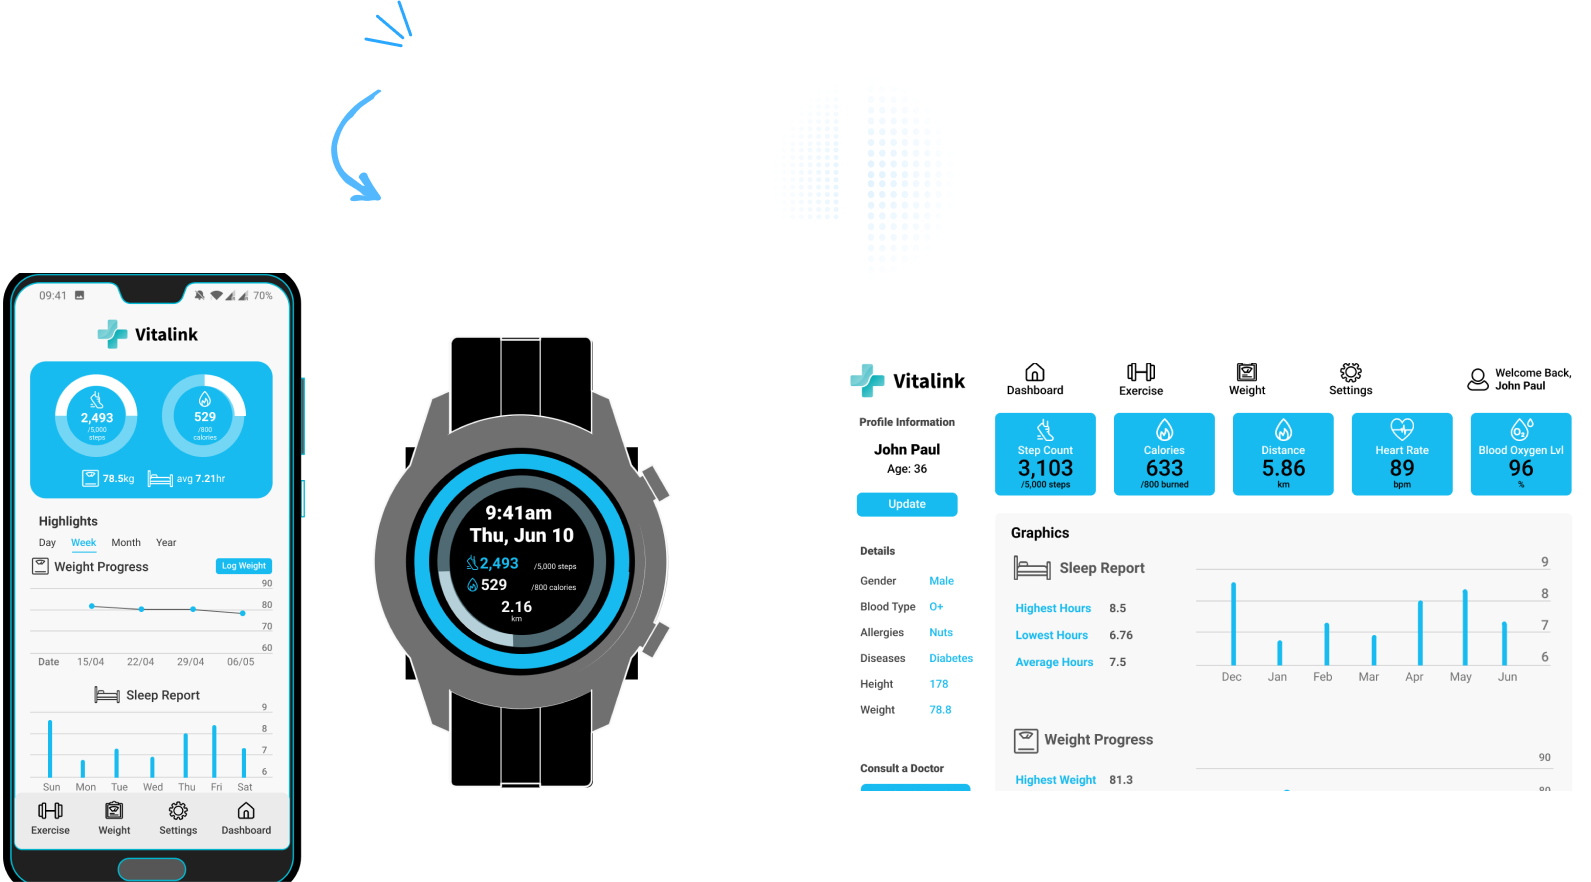 09:41
70%
Vitalink
2,493
/5,000
steps
529
/800
calories
78.5kg
avg 7.21hr
Highlights
Day Week Month Year
Weight Progress
Log Weight
90
80
70
60
Date 15/04 22/04 29/04 06/05
Sleep Report
9
8
7
6
Sun Mon Tue Wed Thu Fri Sat
Exercise Weight Settings Dashboard
9:41am
Thu, Jun 10
2,493 /5,000 steps
529 /800 calories
2.16
km
Vitalink
Dashboard
Exercise
Weight
Settings
Welcome Back,
John Paul
Profile Information
John Paul
Age: 36
Update
Details
Gender Male
Blood Type O+
Allergies Nuts
Diseases Diabetes
Height 178
Weight 78.8
Consult a Doctor
Step Count
3,103
/5,000 steps
Calories
633
/800 burned
Distance
5.86
km
Heart Rate
89
bpm
O2
Blood Oxygen Lvl
96
%
Graphics
Sleep Report
Highest Hours 8.5
Lowest Hours 6.76
Average Hours 7.5
9
8
7
6
Dec Jan Feb Mar Apr May Jun
Weight Progress
Highest Weight 81.3
90